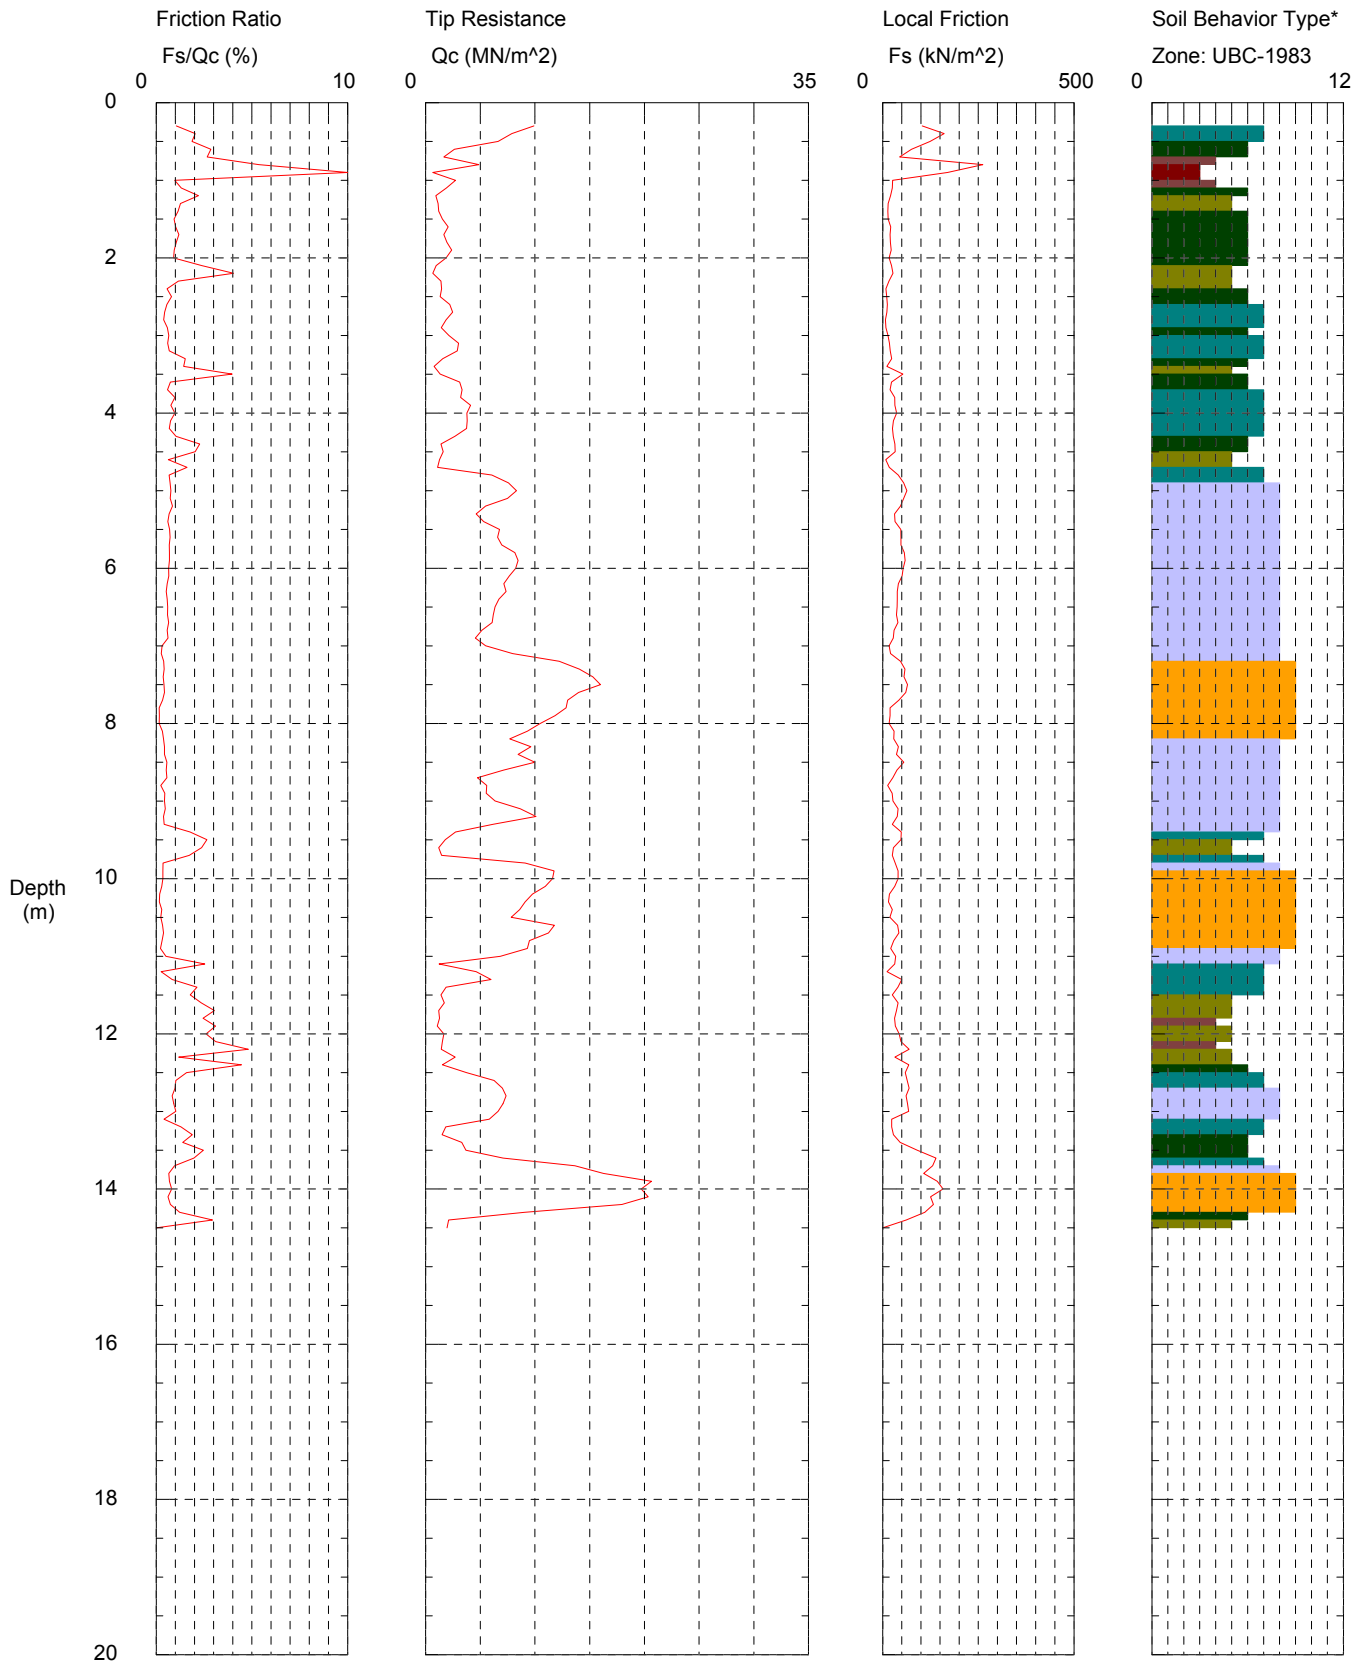 Friction Ratio
Fs/Qc (%)
0 10
Tip Resistance
Qc (MN/m^2)
0 35
Local Friction
Fs (kN/m^2)
0 500
Soil Behavior Type*
Zone: UBC-1983
0 12
0
2
4
6
8
10
12
14
16
18
20
Depth
(m)